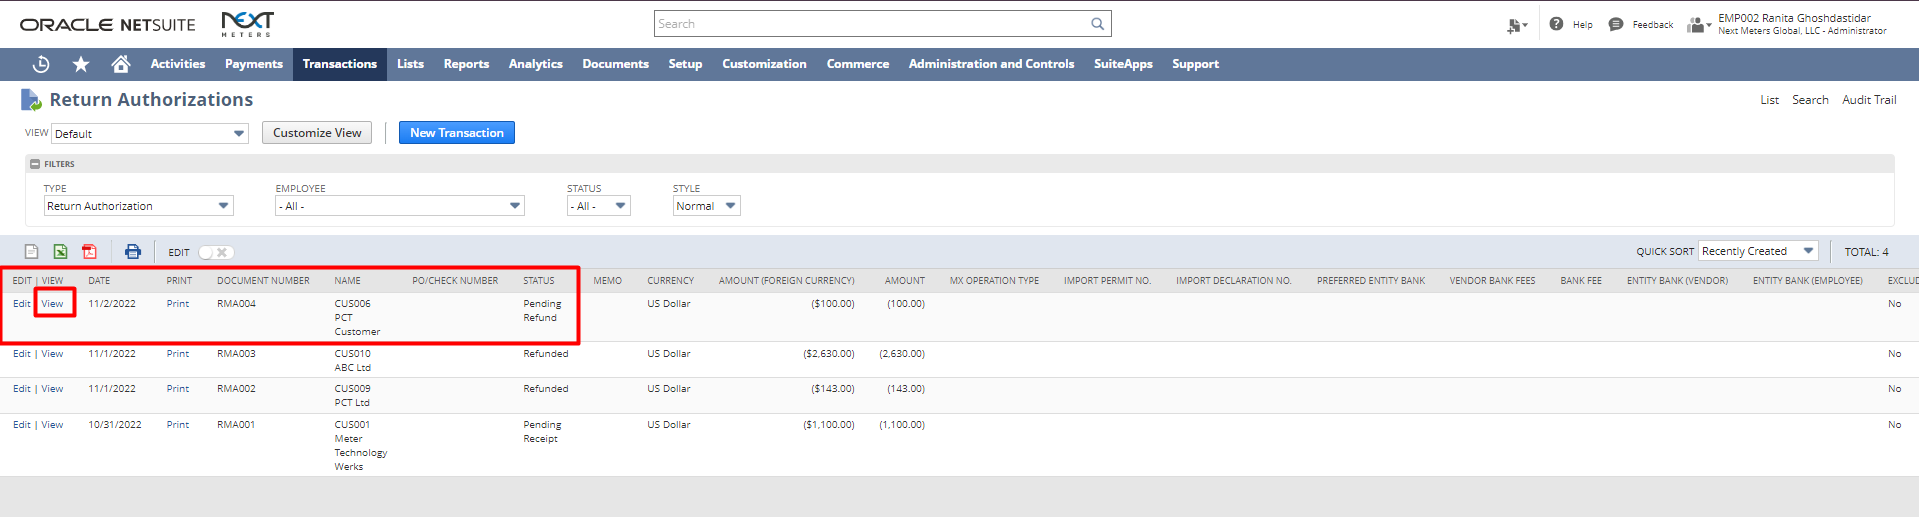 ORACLE NETSUITE NEXT METERS Search Help Feedback EMP002 Ranita Ghoshdastidar
Next Meters Global, LLC - Administrator
Activities Payments Transactions Lists Reports Analytics Documents Setup Customization Commerce Administration and Controls SuiteApps Support
Return Authorizations List Search Audit Trail
VIEW Default Customize View New Transaction
FILTERS
TYPE EMPLOYEE STATUS STYLE
Return Authorization - All - - All - Normal
EDIT QUICK SORT Recently Created TOTAL: 4
EDIT | VIEW DATE PRINT DOCUMENT NUMBER NAME PO/CHECK NUMBER STATUS MEMO CURRENCY AMOUNT (FOREIGN CURRENCY) AMOUNT MX OPERATION TYPE IMPORT PERMIT NO. IMPORT DECLARATION NO. PREFERRED ENTITY BANK VENDOR BANK FEES BANK FEE ENTITY BANK (VENDOR) ENTITY BANK (EMPLOYEE) EXCLUD
Edit View 11/2/2022 Print RMA004 CUS006 Pending US Dollar ($100.00) (100.00) No
PCT Refund
Customer
Edit | View 11/1/2022 Print RMA003 CUS010 Refunded US Dollar ($2,630.00) (2,630.00) No
ABC Ltd
Edit | View 11/1/2022 Print RMA002 CUS009 Refunded US Dollar ($143.00) (143.00) No
PCT Ltd
Edit | View 10/31/2022 Print RMA001 CUS001 Pending US Dollar ($1,100.00) (1,100.00) No
Meter Receipt
Technology
Werks